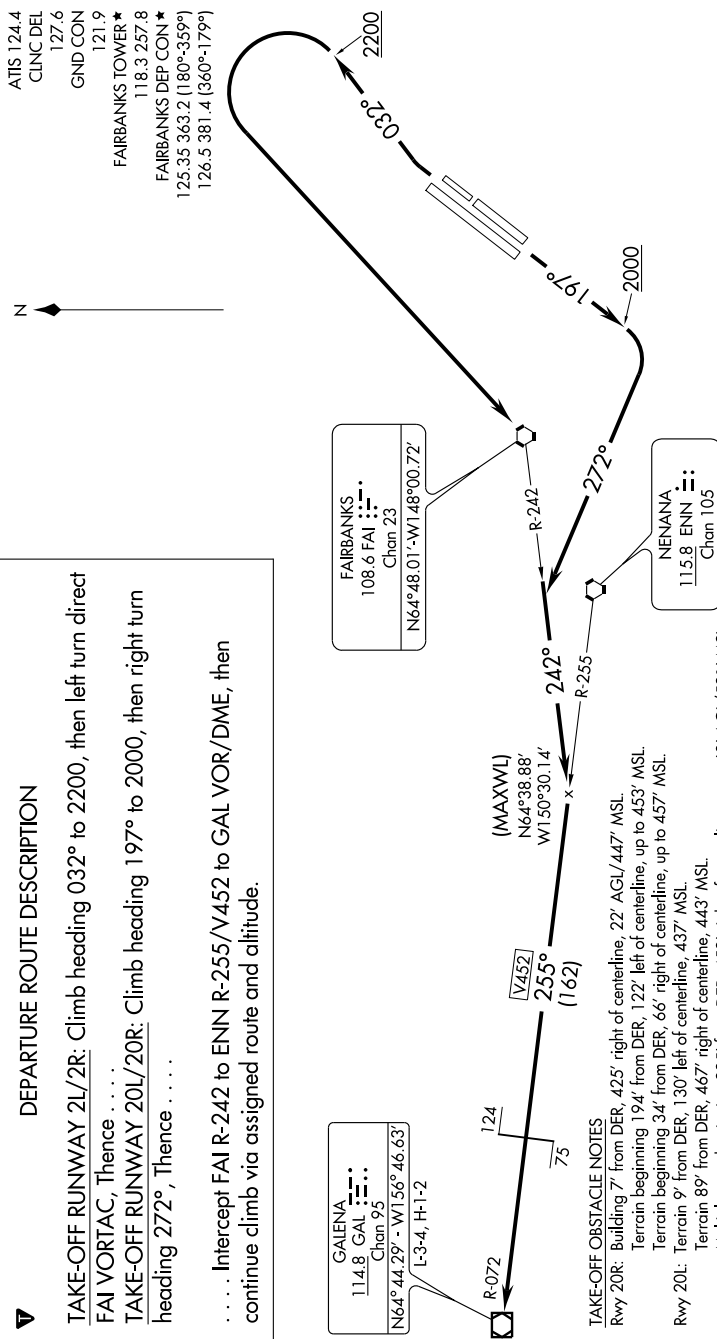 ATIS 124.4
CLNC DEL
127.6
GND CON
121.9
FAIRBANKS TOWER★
118.3 257.8
FAIRBANKS DEP CON★
125.35 363.2 (180°-359°)
126.5 381.4 (360°-179°)
N
T
DEPARTURE ROUTE DESCRIPTION
TAKE-OFF RUNWAY 2L/2R: Climb heading 032° to 2200, then left turn direct
FAI VORTAC, Thence . . . .
TAKE-OFF RUNWAY 20L/20R: Climb heading 197° to 2000, then right turn
heading 272°, Thence . . . .
. . . . Intercept FAI R-242 to ENN R-255/V452 to GAL VOR/DME, then
continue climb via assigned route and altitude.
2200
032°
197°
2000
272°
FAIRBANKS
108.6 FAI
Chan 23
N64°48.01'-W148°00.72'
R-242
242°
NENANA
115.8 ENN
Chan 105
R-255
(MAXWL)
N64°38.88'
W150°30.14'
x
V452
255°
(162)
124
75
GALENA
114.8 GAL
Chan 95
N64°44.29' - W156°46.63'
L-3-4, H-1-2
R-072
TAKE-OFF OBSTACLE NOTES
Rwy 20R: Building 7' from DER, 425' right of centerline, 22' AGL/447' MSL.
Terrain beginning 194' from DER, 122' left of centerline, up to 453' MSL.
Terrain beginning 34' from DER, 66' right of centerline, up to 457' MSL.
Rwy 20L: Terrain 9' from DER, 130' left of centerline, 437' MSL.
Terrain 89' from DER, 467' right of centerline, 443' MSL.